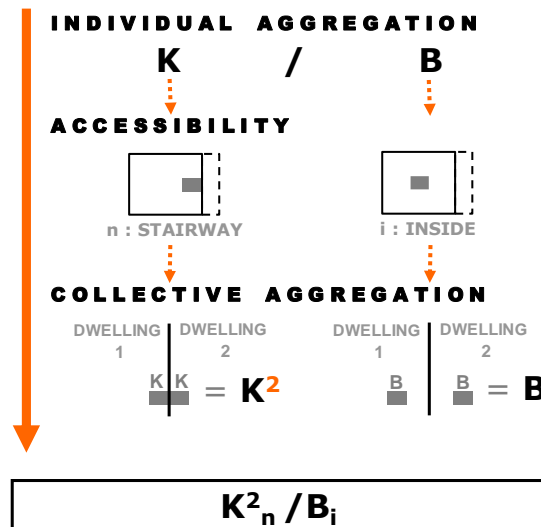 INDIVIDUAL AGGREGATION
K / B
ACCESSIBILITY
n : STAIRWAY i : INSIDE
COLLECTIVE AGGREGATION
DWELLING 1 DWELLING 2 DWELLING 1 DWELLING 2
K K = K² B B = B
K²ₙ /Bᵢ